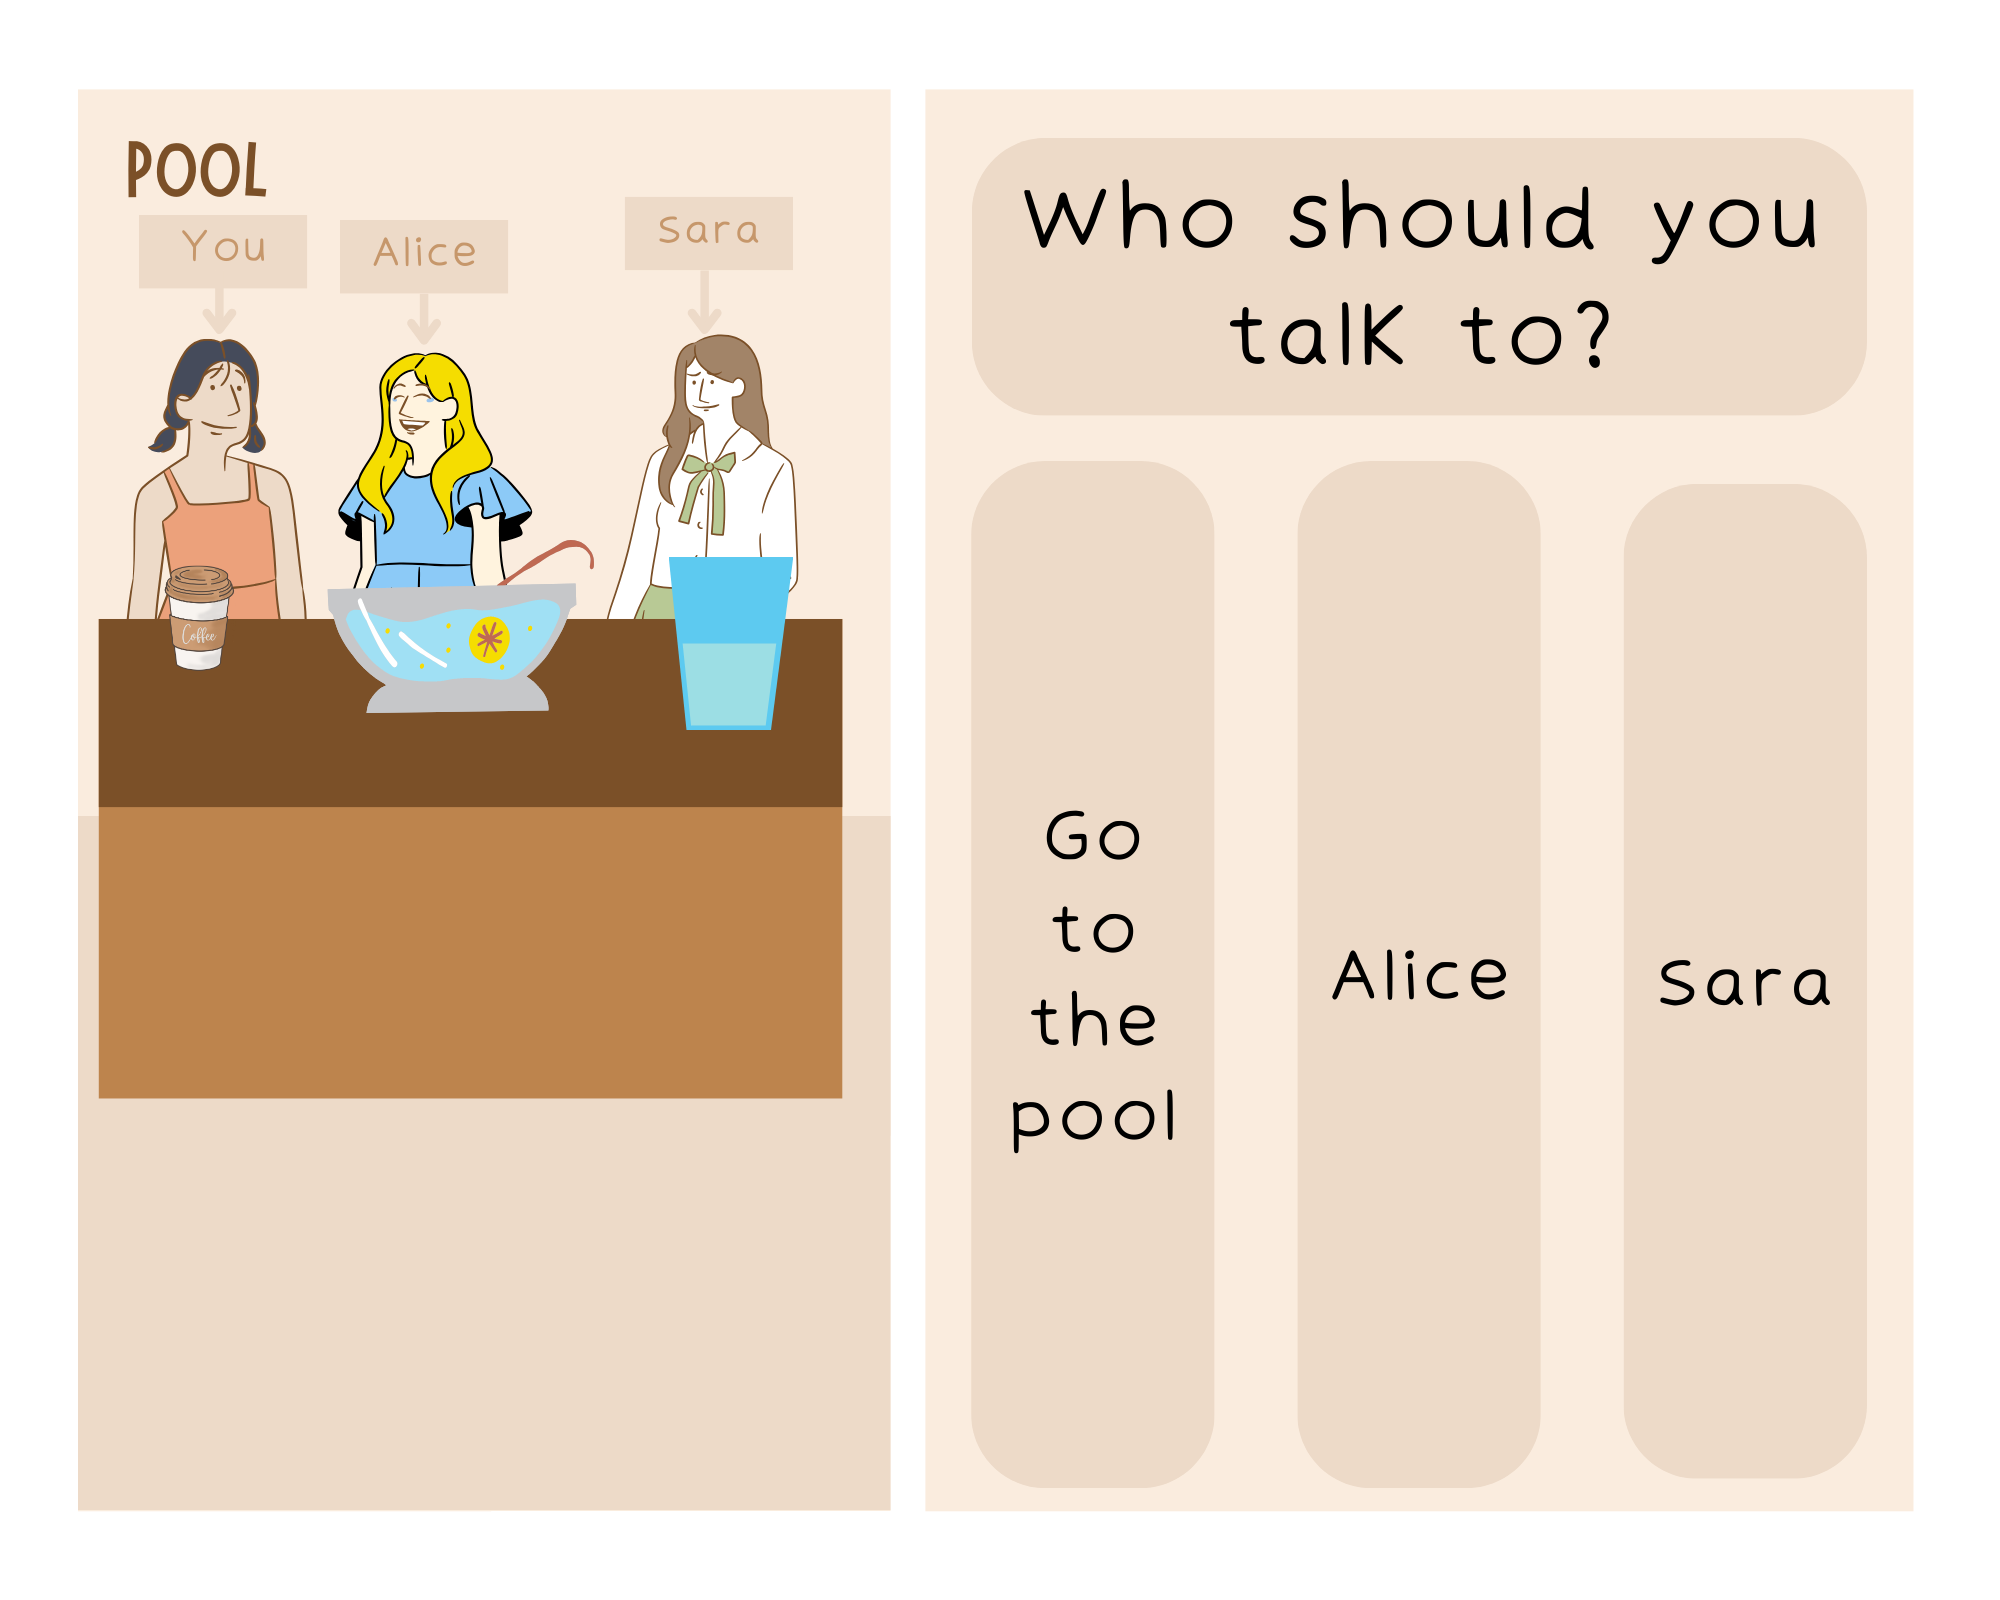 POOL
You
Alice
Sara
Coffee
Who should you
talk to?
Go
to
the
pool
Alice
Sara